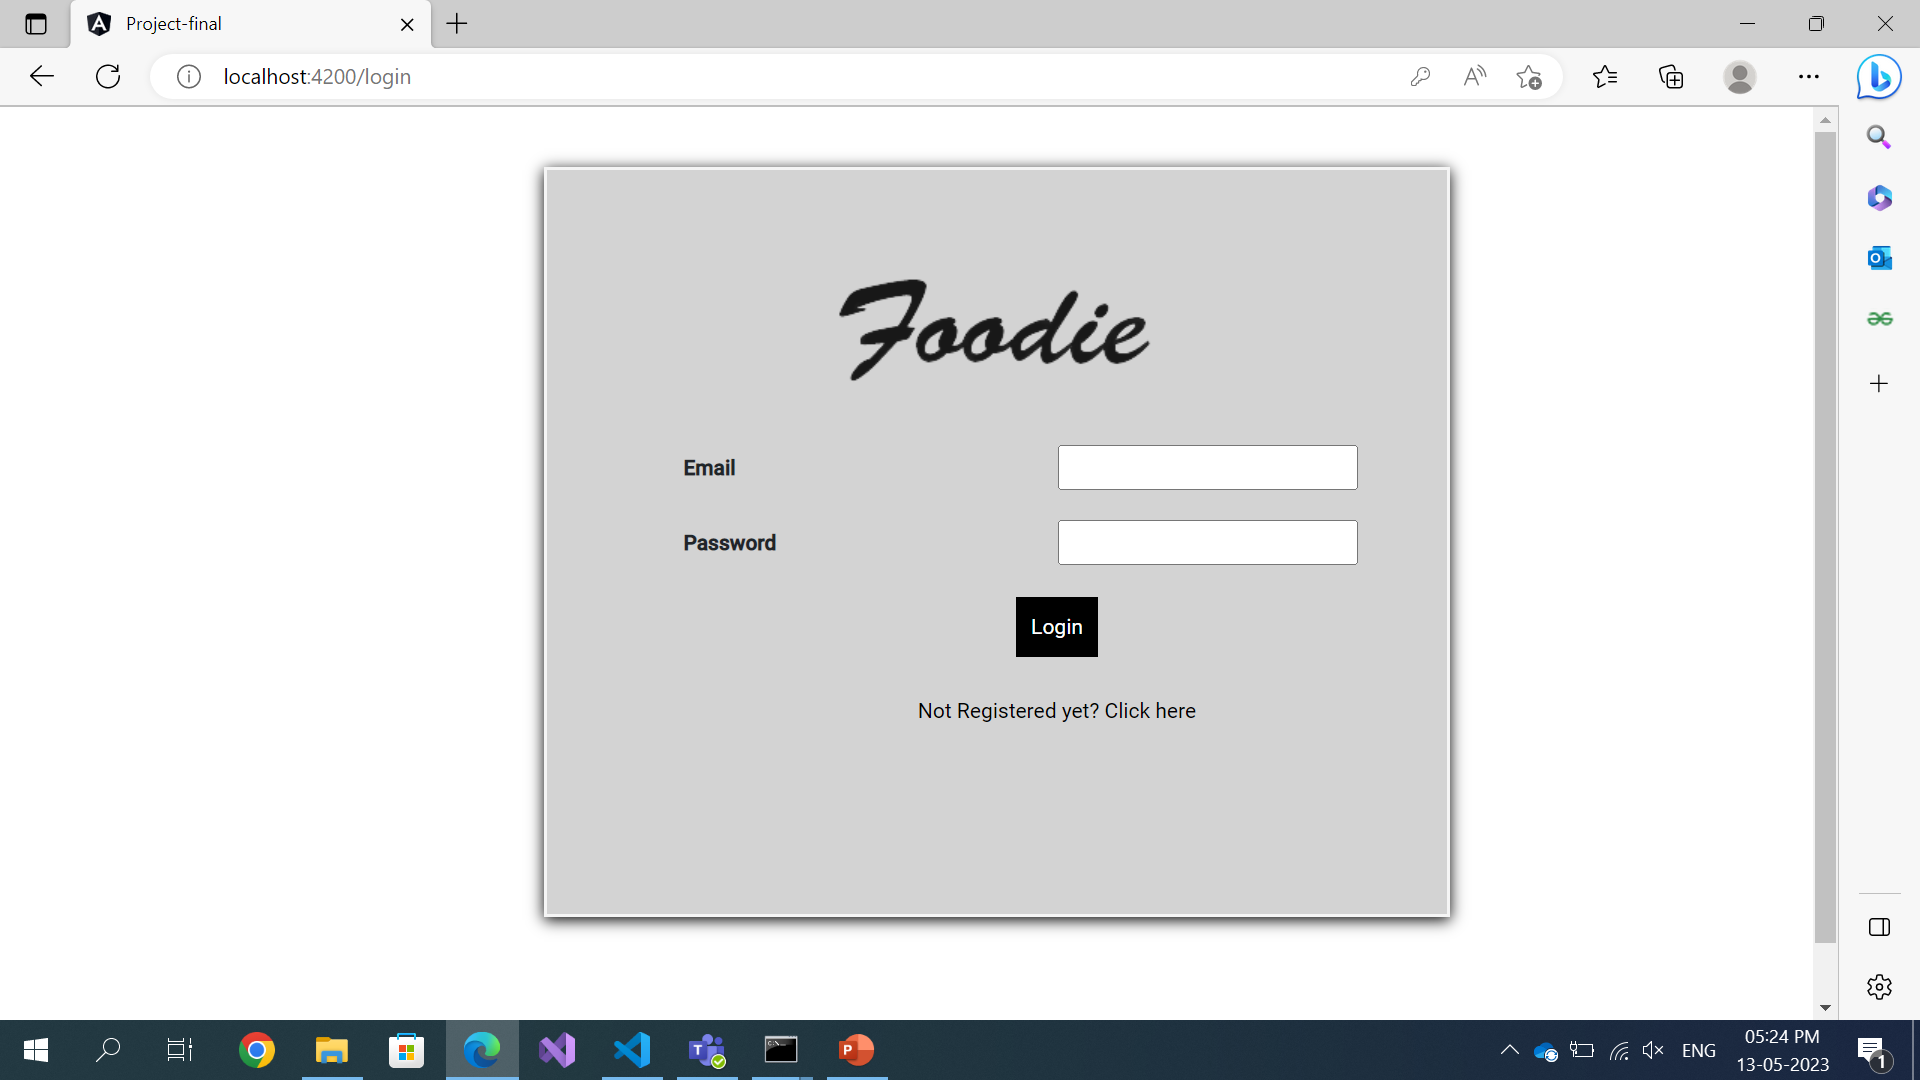 Project-final
localhost:4200/login
Foodie
Email
Password
Login
Not Registered yet? Click here
ENG
05:24 PM
13-05-2023
1